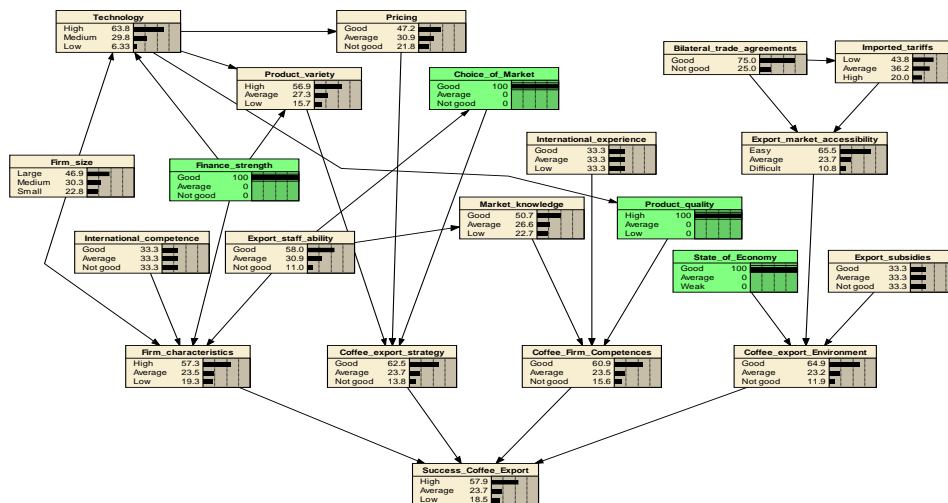 Technology
High 63.8
Medium 29.8
Low 6.33
Pricing
Good 47.2
Average 30.9
Not good 21.8
Bilateral_trade_agreements
Good 75.0
Not good 25.0
Imported_tariffs
Low 43.8
Average 36.2
High 20.0
Product_variety
High 56.9
Average 27.3
Low 15.7
Choice_of_Market
Good 100
Average 0
Not good 0
International_experience
Good 33.3
Average 33.3
Low 33.3
Export_market_accessibility
Easy 65.5
Average 23.7
Difficult 10.8
Firm_size
Large 46.9
Medium 30.3
Small 22.8
Finance_strength
Good 100
Average 0
Not good 0
Market_knowledge
Good 50.7
Average 26.6
Low 22.7
Product_quality
High 100
Average 0
Low 0
International_competence
Good 33.3
Average 33.3
Not good 33.3
Export_staff_ability
Good 58.0
Average 30.9
Not good 11.0
State_of_Economy
Good 100
Average 0
Weak 0
Export_subsidies
Good 33.3
Average 33.3
Not good 33.3
Firm_characteristics
High 57.3
Average 23.5
Low 19.3
Coffee_export_strategy
Good 62.5
Average 23.7
Not good 13.8
Coffee_Firm_Competences
Good 60.9
Average 23.5
Not good 15.6
Coffee_export_Environment
Good 64.9
Average 23.2
Not good 11.9
Success_Coffee_Export
High 57.9
Average 23.7
Low 18.5